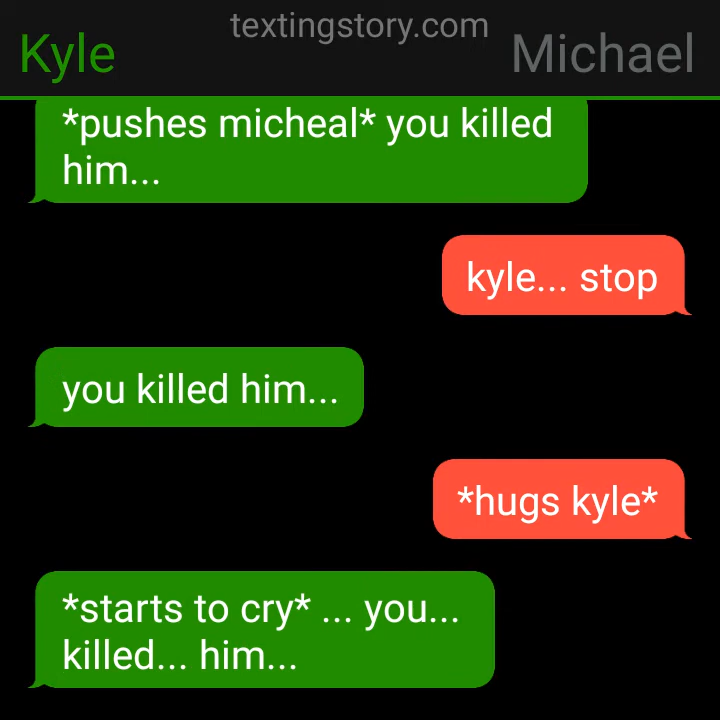 textingstory.com
Kyle
Michael
*pushes micheal* you killed
him...
kyle... stop
you killed him...
*hugs kyle*
*starts to cry* ... you...
killed... him...